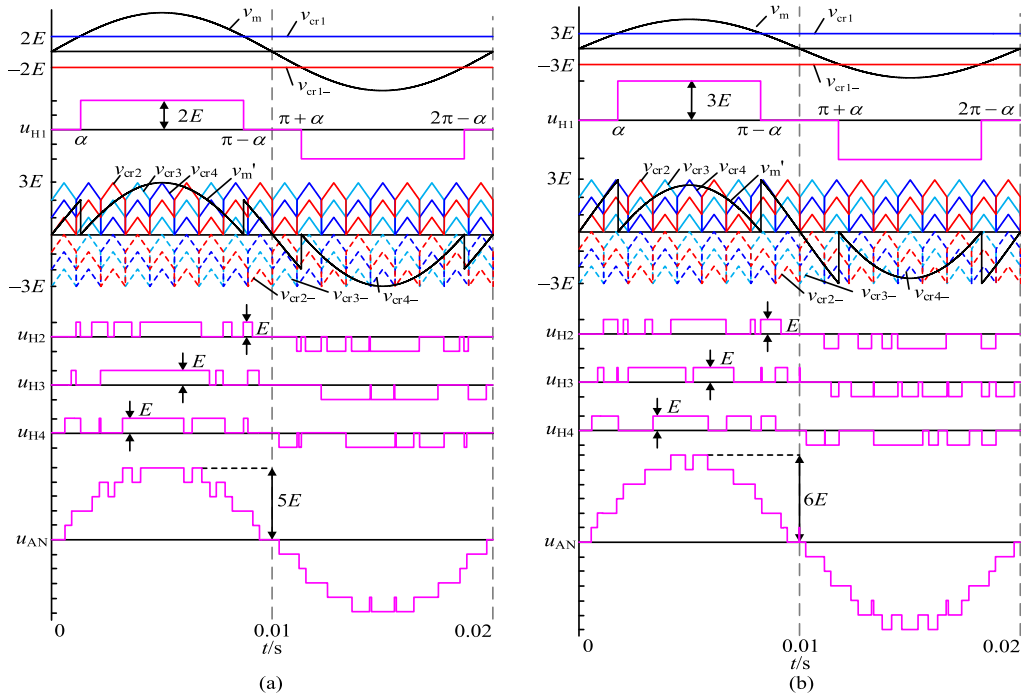 v_m
v_cr1
2E
−2E
v_cr1−
2E
u_H1
α
π−α
π+α
2π−α
3E
v_cr2
v_cr3
v_cr4
v_m'
−3E
v_cr2−
v_cr3−
v_cr4−
u_H2
E
u_H3
E
u_H4
E
5E
u_AN
0
0.01
0.02
t/s
(a)
v_m
v_cr1
3E
−3E
v_cr1−
3E
u_H1
α
π−α
π+α
2π−α
3E
v_cr2
v_cr3
v_cr4
v_m'
−3E
v_cr2−
v_cr3−
v_cr4−
u_H2
E
u_H3
E
u_H4
E
6E
u_AN
0
0.01
0.02
t/s
(b)